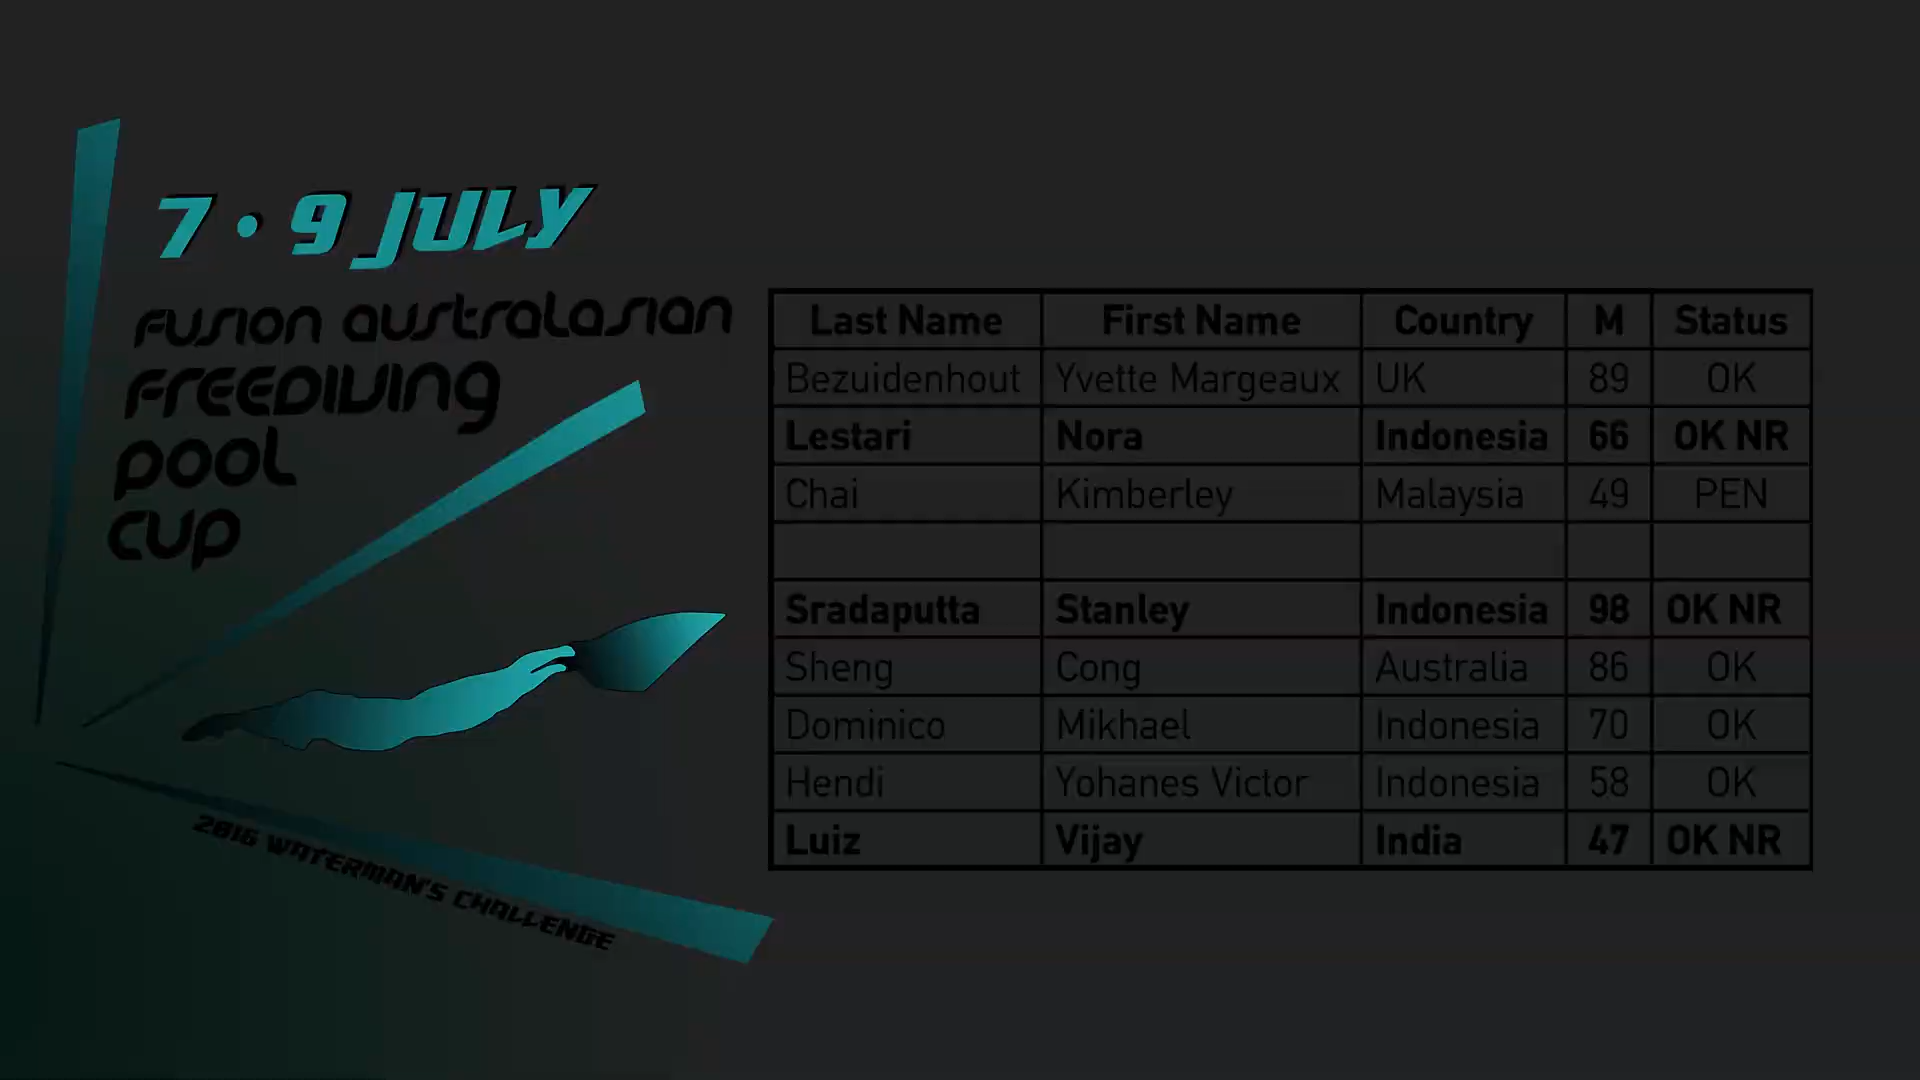 7 • 9 JULY
FUSION AUSTRALASIAN
FREEDIVING
POOL
CUP
2016 WATERMAN'S CHALLENGE
Last Name First Name Country M Status
Bezuidenhout Yvette Margeaux UK 89 OK
Lestari Nora Indonesia 66 OK NR
Chai Kimberley Malaysia 49 PEN
Sradaputta Stanley Indonesia 98 OK NR
Sheng Cong Australia 86 OK
Dominico Mikhael Indonesia 70 OK
Hendi Yohanes Victor Indonesia 58 OK
Luiz Vijay India 47 OK NR